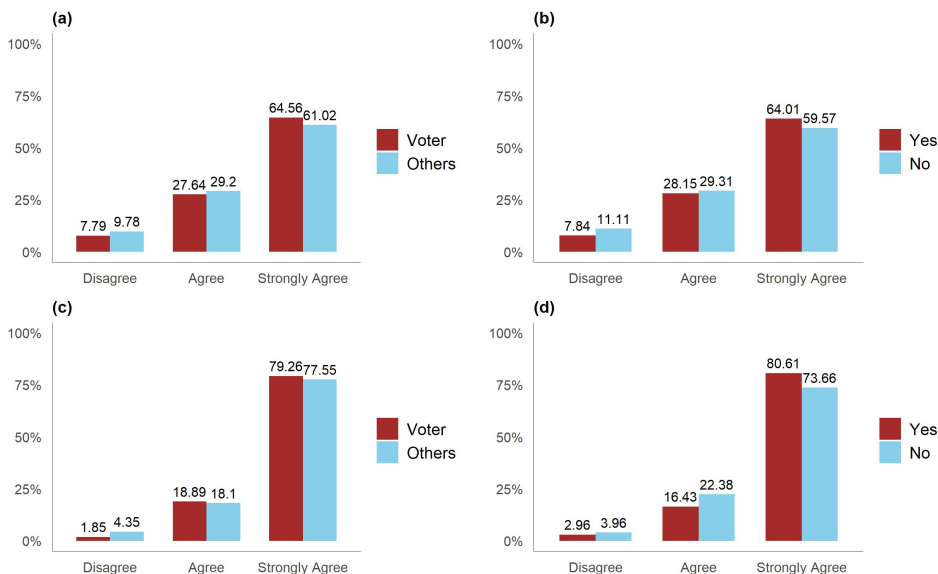 (a)
100%
75%
50%
25%
0%
7.79
9.78
27.64
29.2
64.56
61.02
Disagree
Agree
Strongly Agree
Voter
Others
(b)
100%
75%
50%
25%
0%
7.84
11.11
28.15
29.31
64.01
59.57
Disagree
Agree
Strongly Agree
Yes
No
(c)
100%
75%
50%
25%
0%
1.85
4.35
18.89
18.1
79.26
77.55
Disagree
Agree
Strongly Agree
Voter
Others
(d)
100%
75%
50%
25%
0%
2.96
3.96
16.43
22.38
80.61
73.66
Disagree
Agree
Strongly Agree
Yes
No